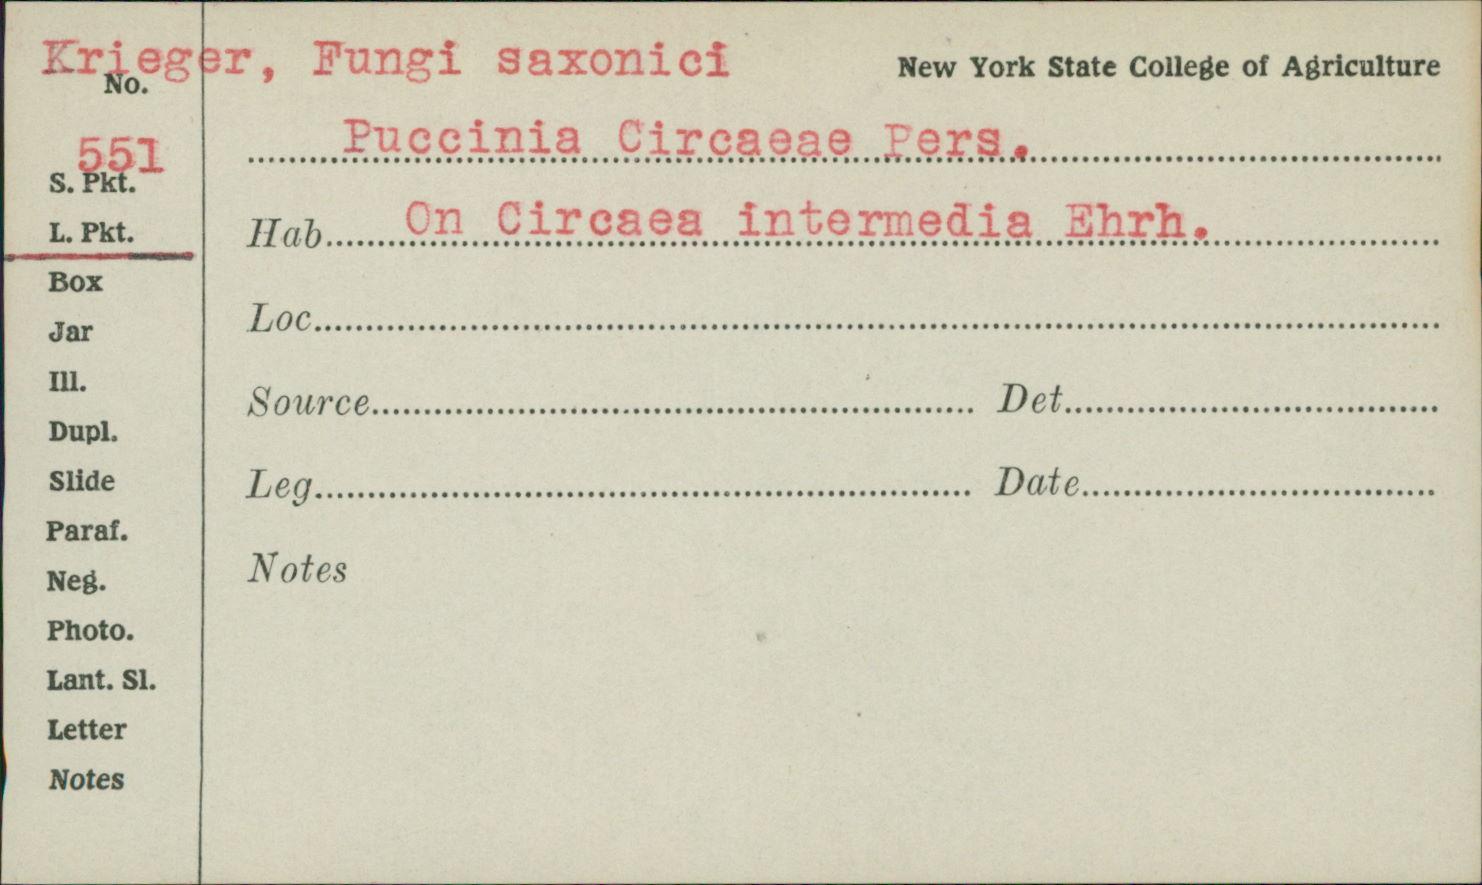 Krieger, Fungi saxonici
New York State College of Agriculture
No.
551
Puccinia Circaeae Pers.
S. Pkt.
L. Pkt.
Hab. On Circaea intermedia Ehrh.
Box
Loc.
Jar
Ill.
Source Det.
Dupl.
Slide
Leg. Date
Paraf.
Notes
Neg.
Photo.
Lant. Sl.
Letter
Notes